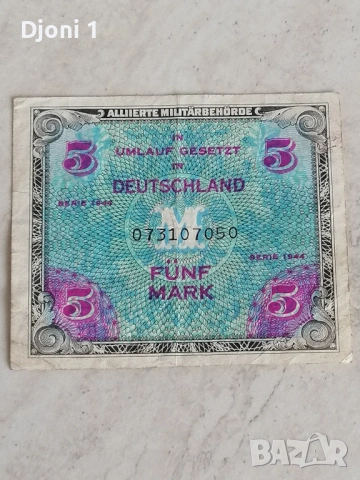 Djoni 1
ALLIIERTE MILITÄRBEHÖRDE
5 5
IN
UMLAUF GESETZT
IN
DEUTSCHLAND
SERIE 1944
M
073107050
SERIE 1944
FÜNF
MARK
5 5
BAZAR